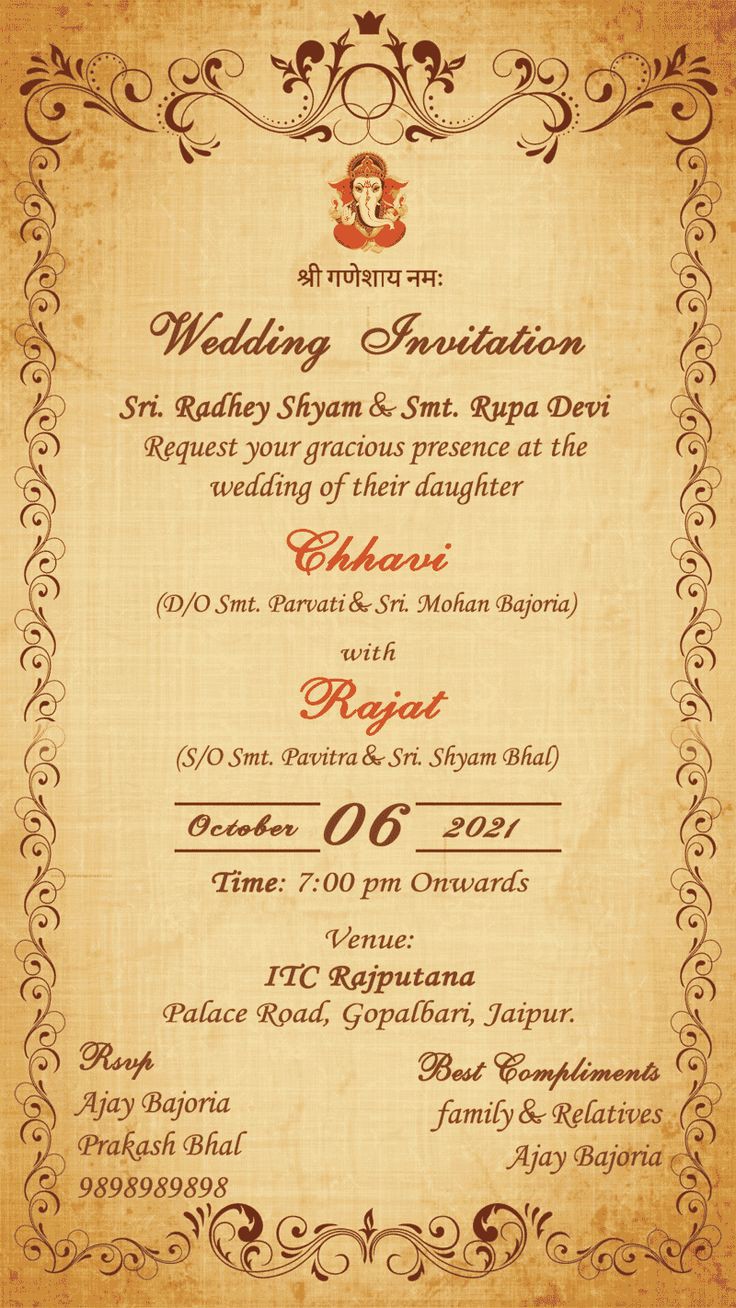 श्री गणेशाय नमः
Wedding Invitation
Sri. Radhey Shyam & Smt. Rupa Devi
Request your gracious presence at the
wedding of their daughter
Chhavi
(D/O Smt. Parvati & Sri. Mohan Bajoria)
with
Rajat
(S/O Smt. Pavitra & Sri. Shyam Bhal)
October 06 2021
Time: 7:00 pm Onwards
Venue:
ITC Rajputana
Palace Road, Gopalbari, Jaipur.
Rsvp
Ajay Bajoria
Prakash Bhal
9898989898
Best Compliments
family & Relatives
Ajay Bajoria